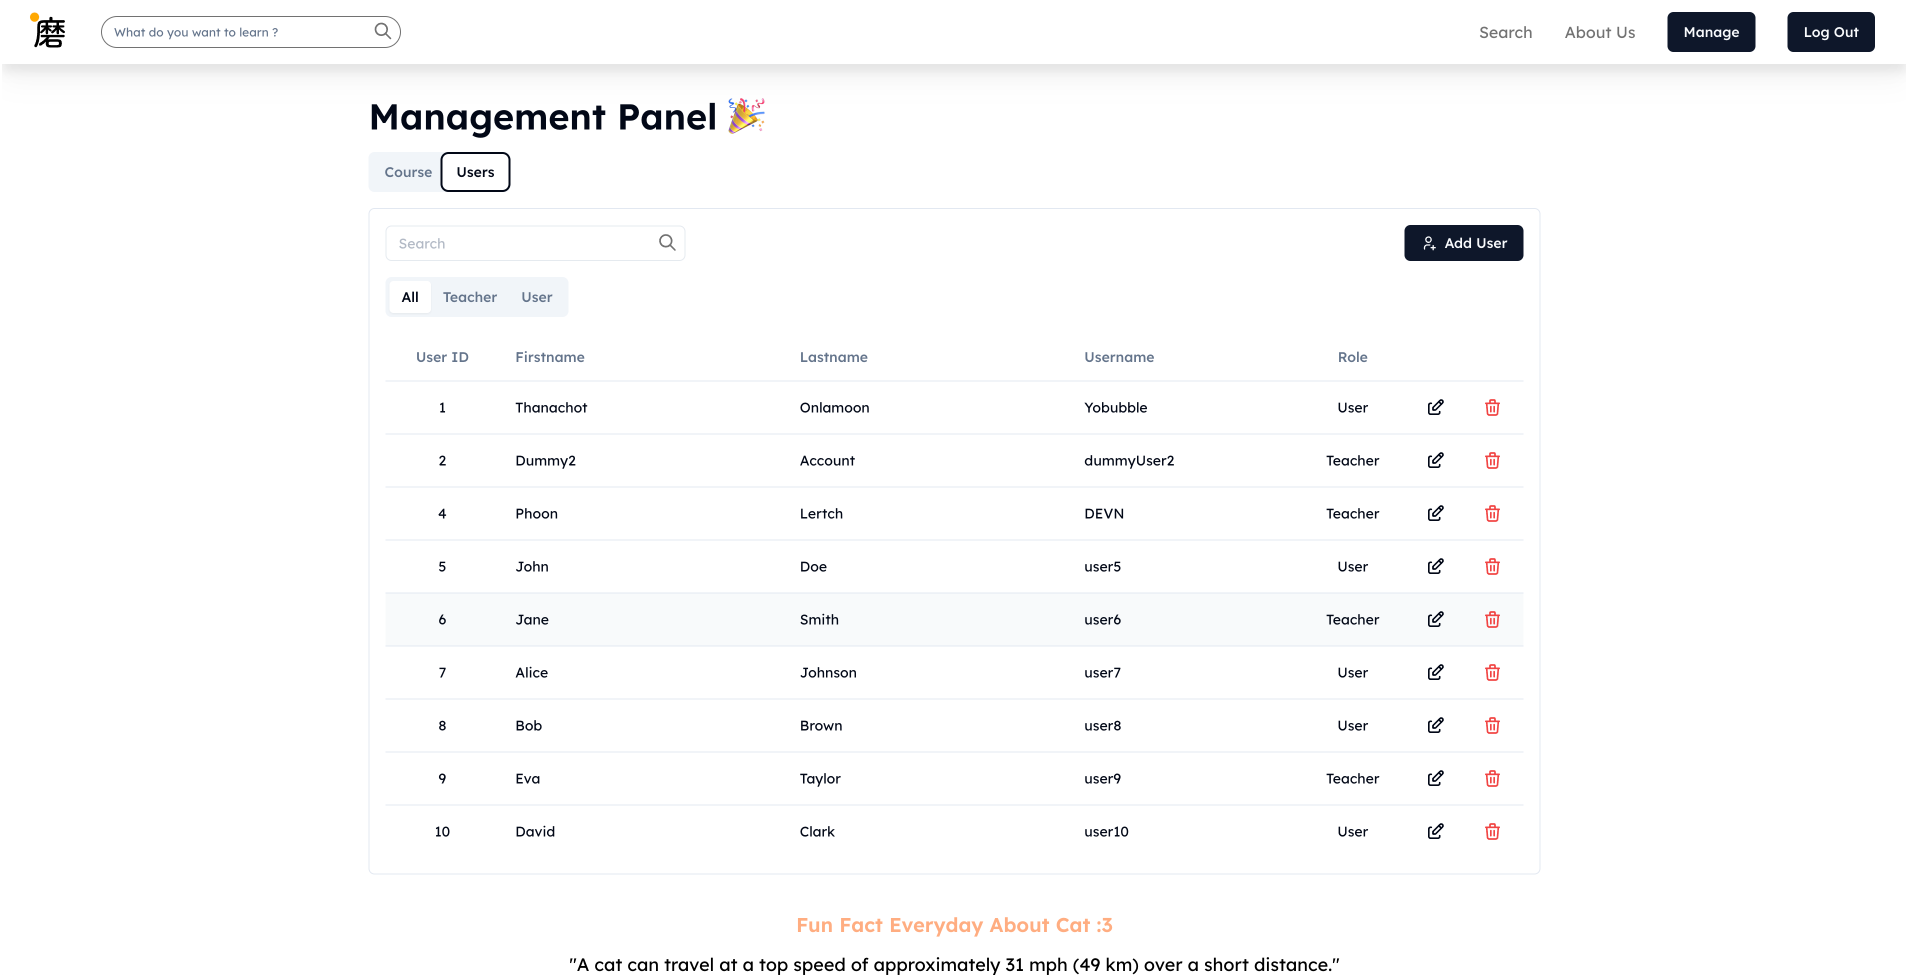 磨 What do you want to learn ? Search About Us Manage Log Out
Management Panel 🎉
Course Users
Search Add User
All Teacher User
User ID Firstname Lastname Username Role
1 Thanachot Onlamoon Yobubble User
2 Dummy2 Account dummyUser2 Teacher
4 Phoon Lertch DEVN Teacher
5 John Doe user5 User
6 Jane Smith user6 Teacher
7 Alice Johnson user7 User
8 Bob Brown user8 User
9 Eva Taylor user9 Teacher
10 David Clark user10 User
Fun Fact Everyday About Cat :3
"A cat can travel at a top speed of approximately 31 mph (49 km) over a short distance."